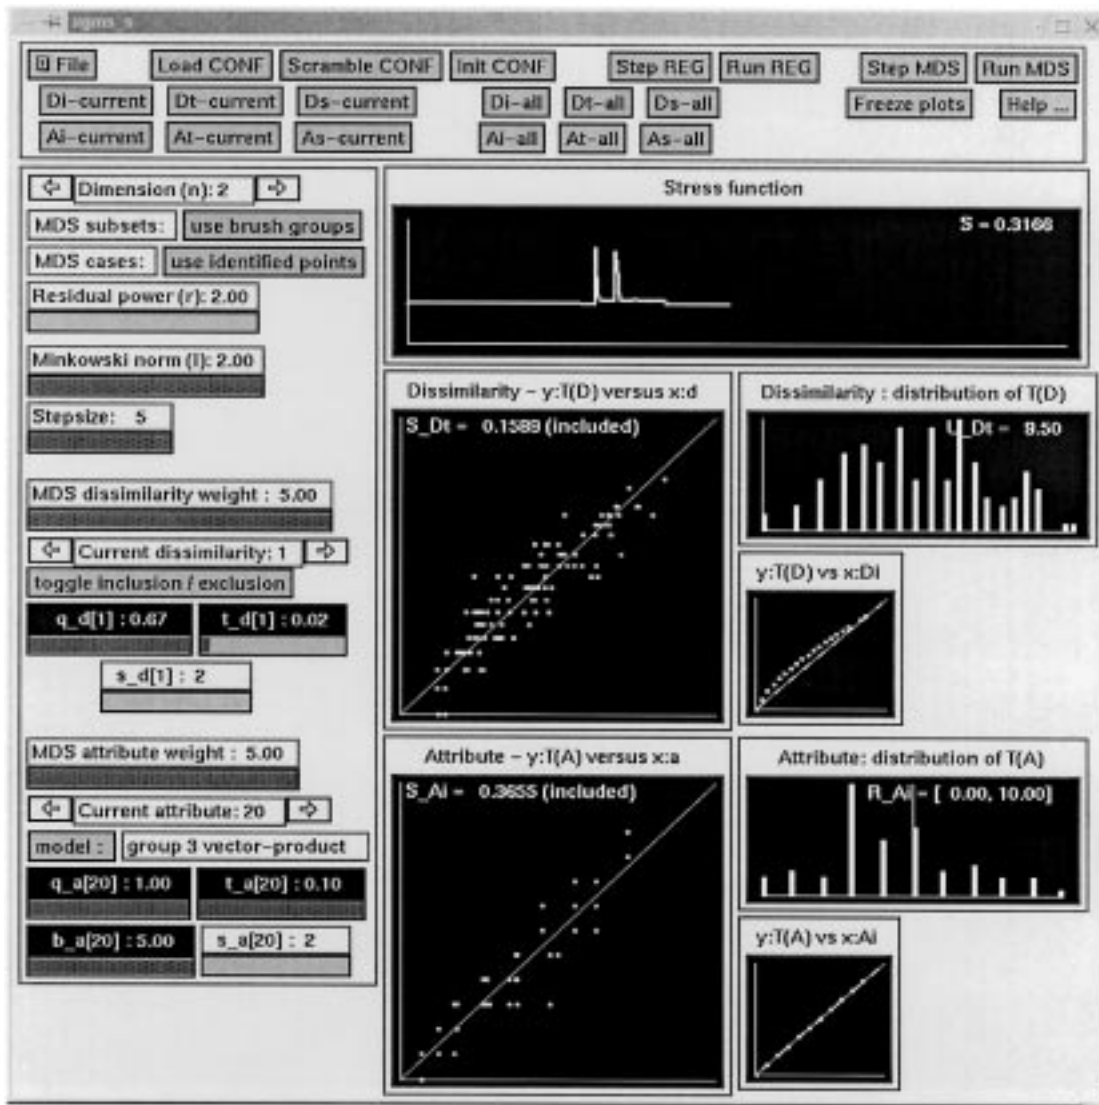 File Load CONF Scramble CONF Init CONF Step REG Run REG Step MDS Run MDS
Di-current Dt-current Ds-current Di-all Dt-all Ds-all Freeze plots Help ...
Ai-current At-current As-current Ai-all At-all As-all
Dimension (n): 2
MDS subsets: use brush groups
MDS cases: use identified points
Residual power (r): 2.00
Minkowski norm (l): 2.00
Stepsize: 5
MDS dissimilarity weight : 5.00
Current dissimilarity: 1
toggle inclusion / exclusion
q_d[1] : 0.67 t_d[1] : 0.02
s_d[1] : 2
MDS attribute weight : 5.00
Current attribute: 20
model : group 3 vector-product
q_a[20] : 1.00 t_a[20] : 0.10
b_a[20] : 5.00 s_a[20] : 2
Stress function
S = 0.3166
Dissimilarity - y:T(D) versus x:d
S_Dt = 0.1589 (included)
Dissimilarity : distribution of T(D)
U_Dt = 9.50
y:T(D) vs x:Di
Attribute - y:T(A) versus x:a
S_Ai = 0.3655 (included)
Attribute: distribution of T(A)
R_Ai = [ 0.00, 10.00]
y:T(A) vs x:Ai